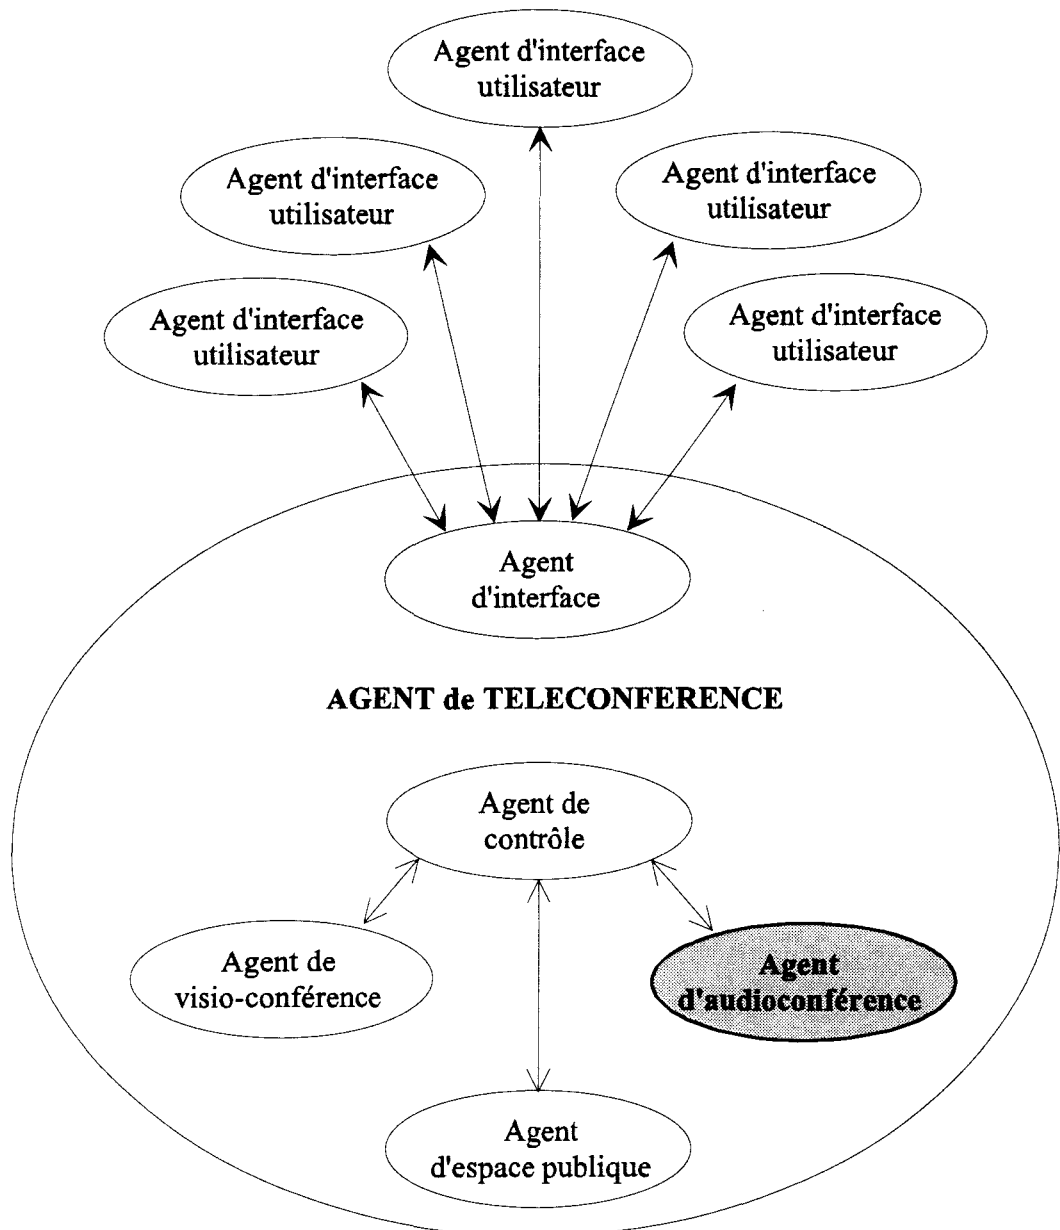 Agent d'interface
utilisateur
Agent d'interface
utilisateur
Agent d'interface
utilisateur
Agent d'interface
utilisateur
Agent d'interface
utilisateur
Agent
d'interface
AGENT de TELECONFERENCE
Agent de
contrôle
Agent de
visio-conférence
Agent
d'audioconférence
Agent
d'espace publique